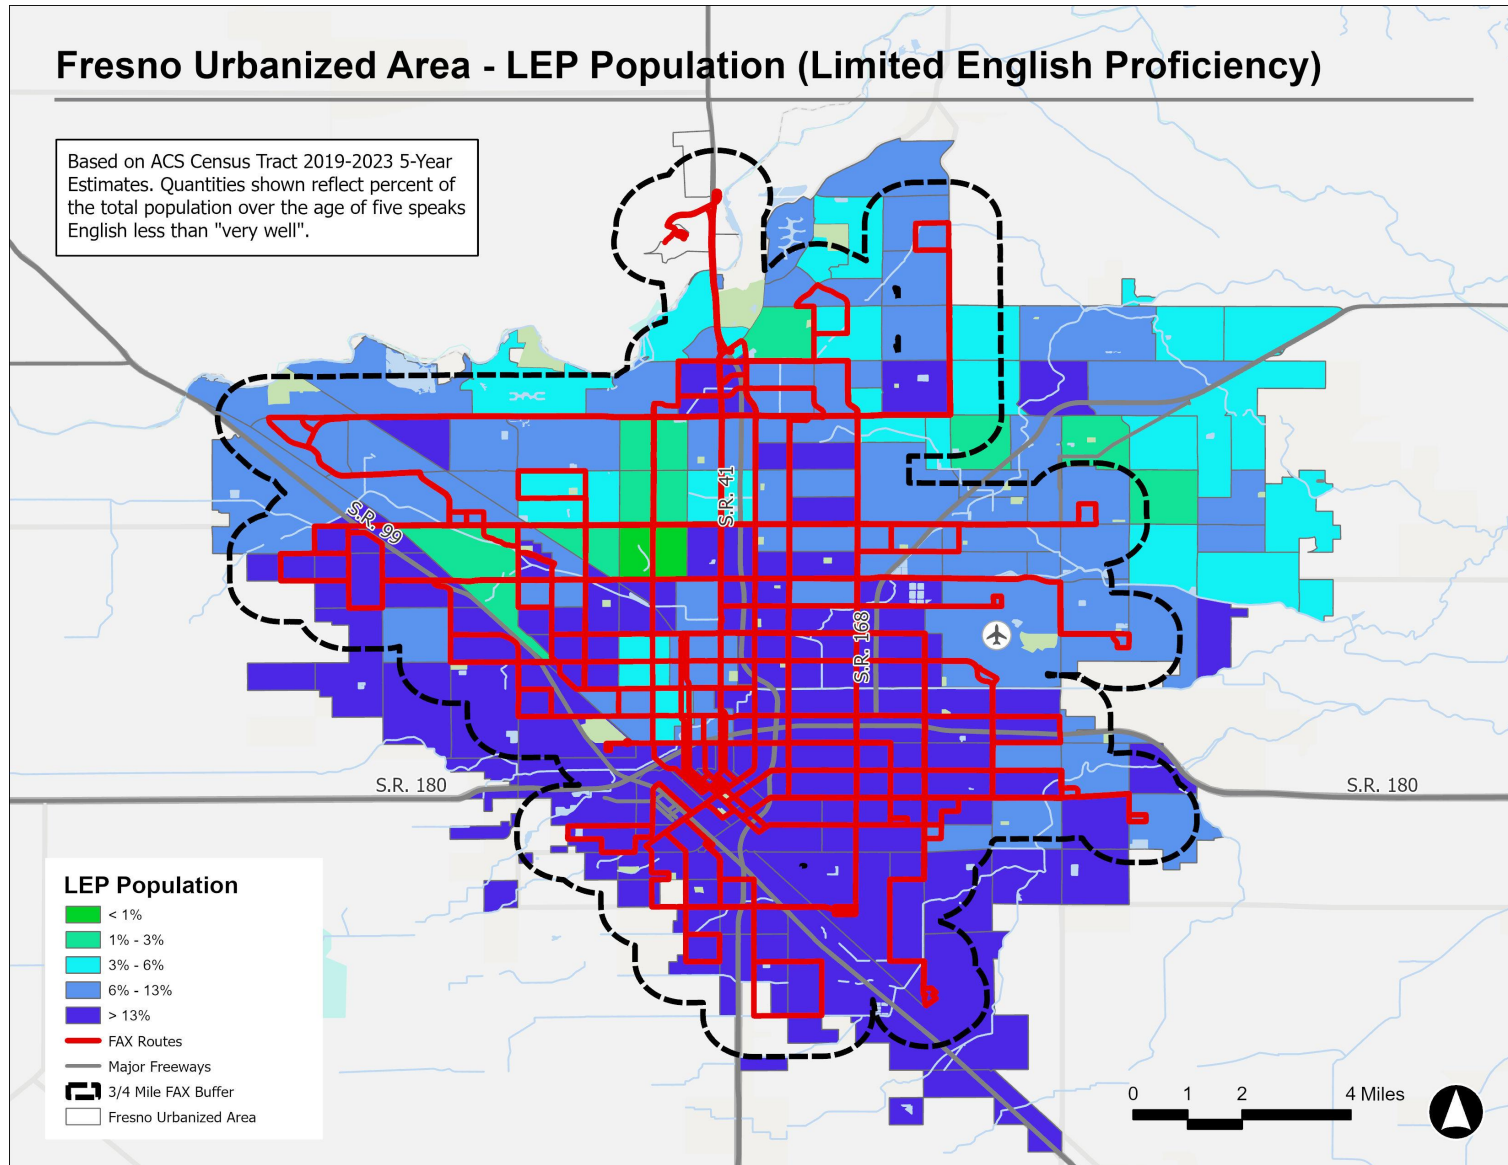 Fresno Urbanized Area - LEP Population (Limited English Proficiency)
Based on ACS Census Tract 2019-2023 5-Year
Estimates. Quantities shown reflect percent of
the total population over the age of five speaks
English less than "very well".
S.R. 41
S.R. 99
S.R. 168
S.R. 180
S.R. 180
LEP Population
< 1%
1% - 3%
3% - 6%
6% - 13%
> 13%
FAX Routes
Major Freeways
3/4 Mile FAX Buffer
Fresno Urbanized Area
0 1 2 4 Miles